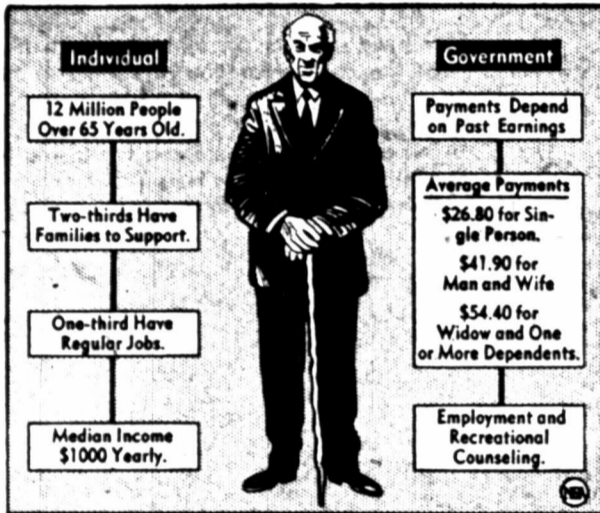 Individual
12 Million People
Over 65 Years Old.
Two-thirds Have
Families to Support.
One-third Have
Regular Jobs.
Median Income
$1000 Yearly.
Government
Payments Depend
on Past Earnings
Average Payments
$26.80 for Sin-
gle Person.
$41.90 for
Man and Wife
$54.40 for
Widow and One
or More Dependents.
Employment and
Recreational
Counseling.
NEA